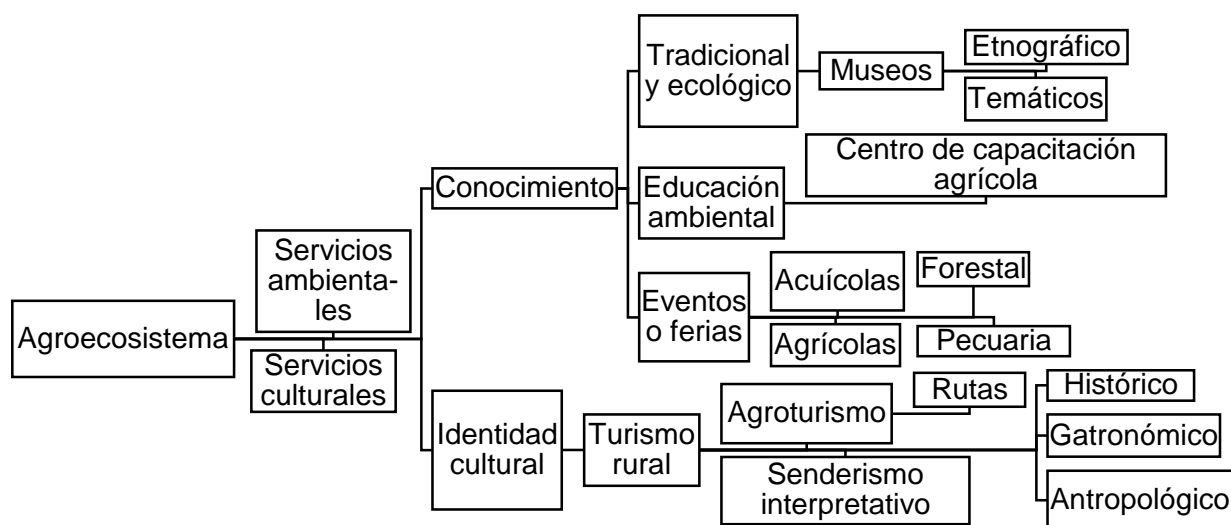 Agroecosistema
Servicios
ambienta-
les
Servicios
culturales
Conocimiento
Tradicional
y ecológico
Museos
Etnográfico
Temáticos
Educación
ambiental
Centro de capacitación
agrícola
Eventos
o ferias
Acuícolas
Agrícolas
Forestal
Pecuaria
Identidad
cultural
Turismo
rural
Agroturismo
Rutas
Senderismo
interpretativo
Histórico
Gatronómico
Antropológico